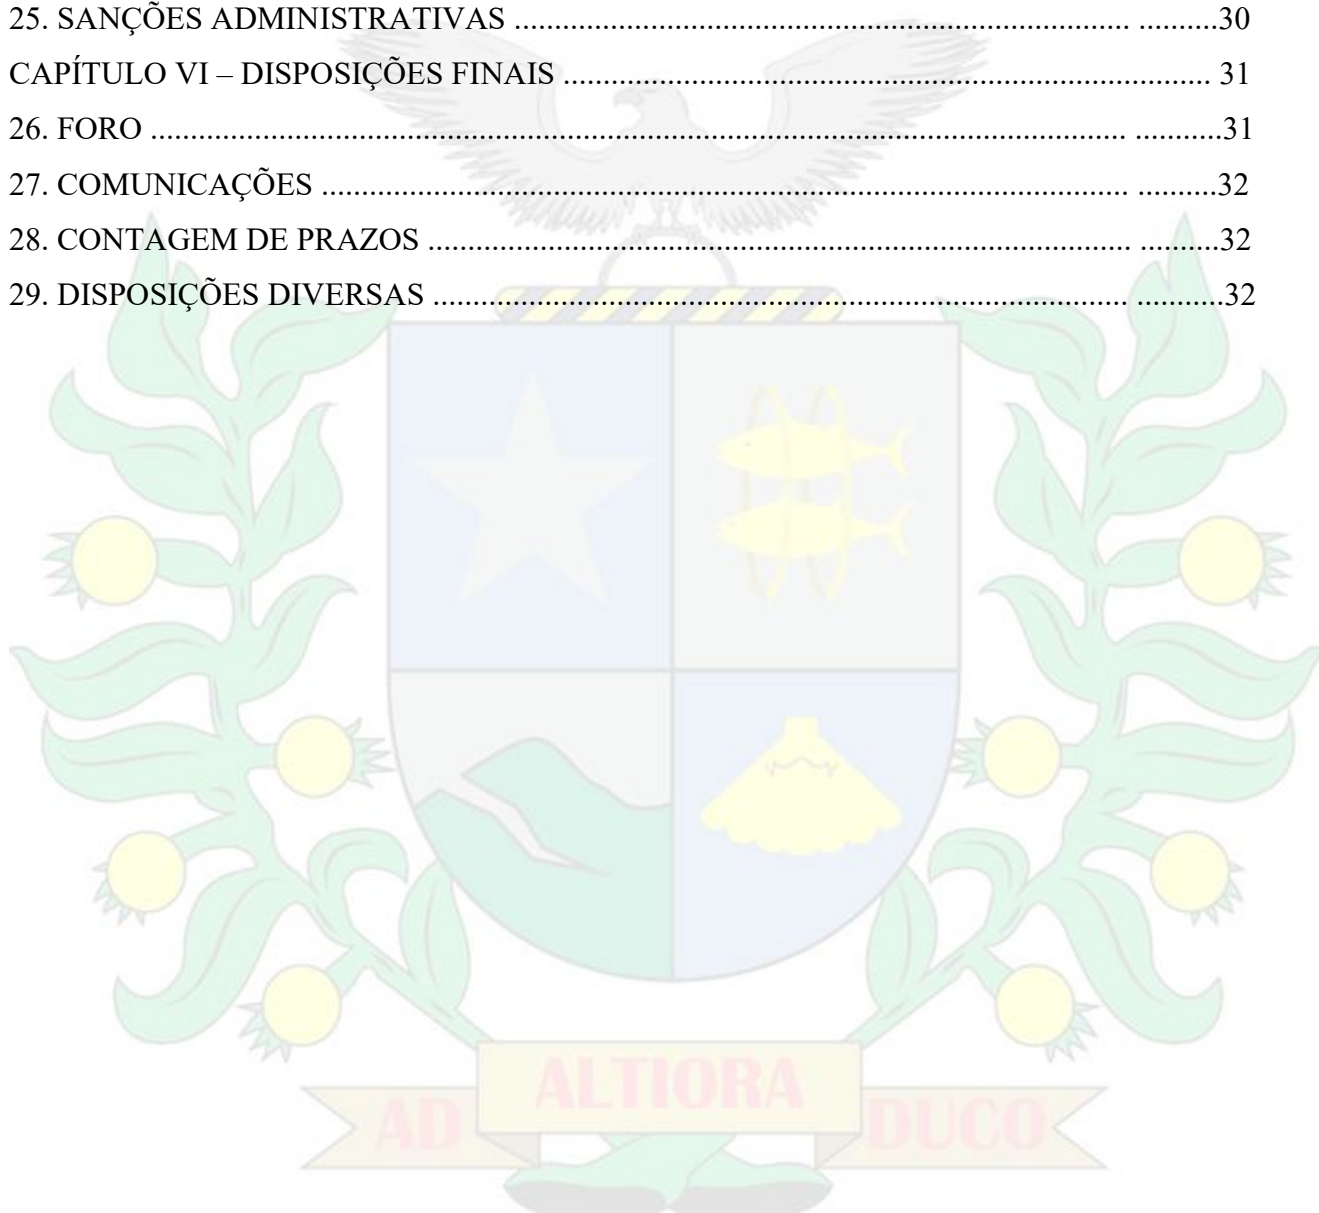 25. SANÇÕES ADMINISTRATIVAS ............................................................................. ..........30
CAPÍTULO VI – DISPOSIÇÕES FINAIS ................................................................................. 31
26. FORO ........................................................................................................................... ...........31
27. COMUNICAÇÕES ..................................................................................................... ..........32
28. CONTAGEM DE PRAZOS ........................................................................................ ..........32
29. DISPOSIÇÕES DIVERSAS ....................................................................................... ...........32
AD ALTIORA DUCO